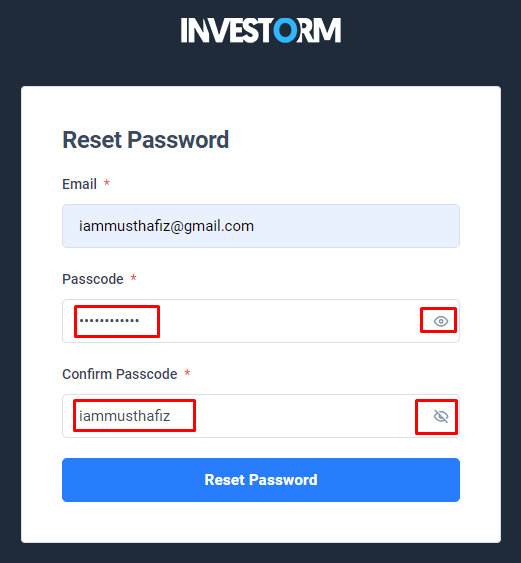 INVESTORM
Reset Password
Email *
iammusthafiz@gmail.com
Passcode *
••••••••••••
Confirm Passcode *
iammusthafiz
Reset Password